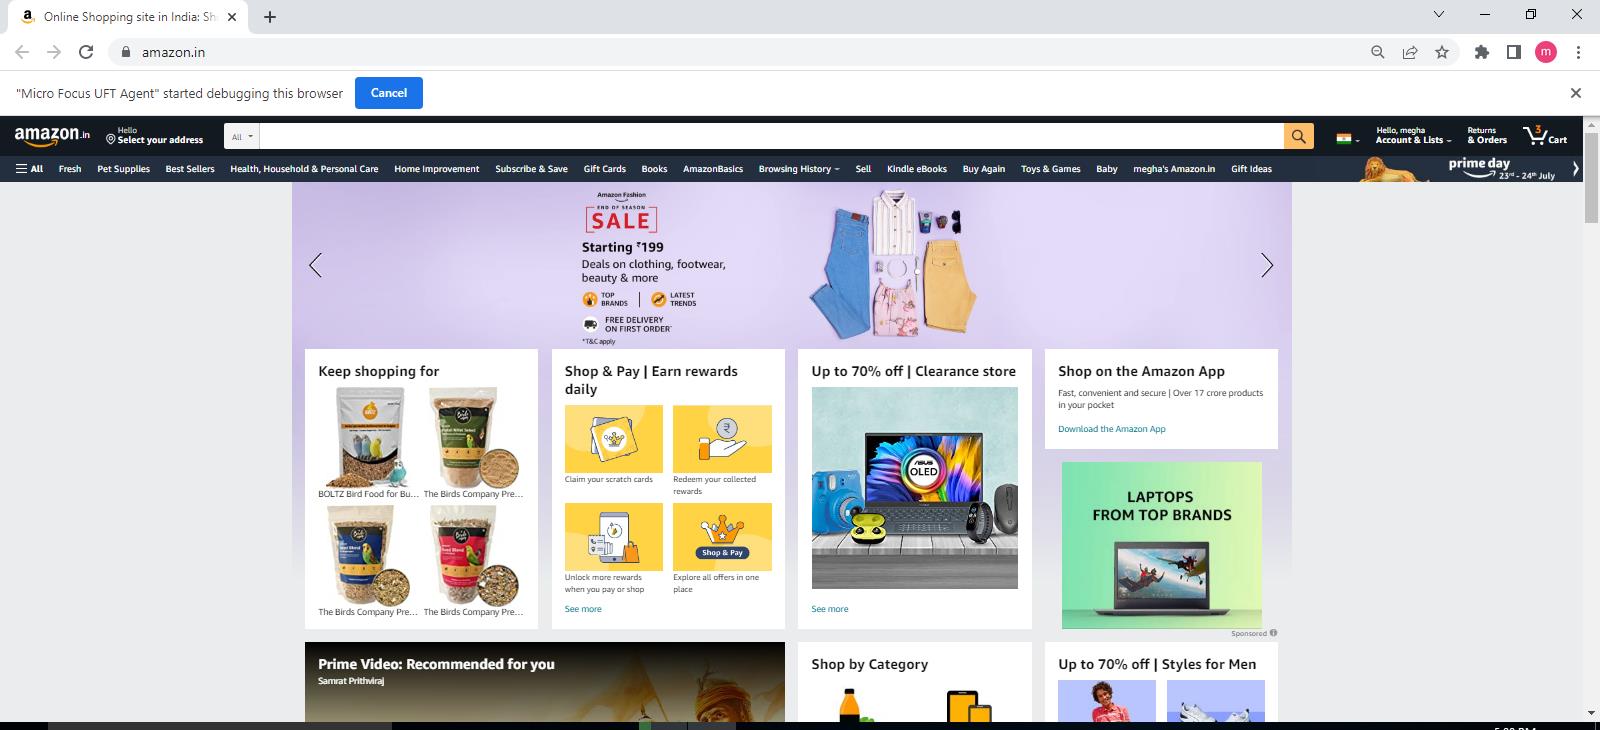 Online Shopping site in India: Sh
amazon.in
"Micro Focus UFT Agent" started debugging this browser
Cancel
m
amazon.in
Hello
Select your address
All
Hello, megha
Account & Lists
Returns
& Orders
3
Cart
All
Fresh
Pet Supplies
Best Sellers
Health, Household & Personal Care
Home Improvement
Subscribe & Save
Gift Cards
Books
AmazonBasics
Browsing History
Sell
Kindle eBooks
Buy Again
Toys & Games
Baby
megha's Amazon.in
Gift Ideas
prime day
23rd - 24th July
Amazon Fashion
END OF SEASON
SALE
Starting ₹199
Deals on clothing, footwear,
beauty & more
TOP
BRANDS
LATEST
TRENDS
FREE DELIVERY
ON FIRST ORDER*
*T&C apply
Keep shopping for
BOLTZ Bird Food for Bu...
The Birds Company Pre...
The Birds Company Pre...
The Birds Company Pre...
Shop & Pay | Earn rewards
daily
Claim your scratch cards
Redeem your collected
rewards
Shop & Pay
Unlock more rewards
when you pay or shop
Explore all offers in one
place
See more
Up to 70% off | Clearance store
ASUS
OLED
See more
Shop on the Amazon App
Fast, convenient and secure | Over 17 crore products
in your pocket
Download the Amazon App
LAPTOPS
FROM TOP BRANDS
Sponsored
Prime Video: Recommended for you
Samrat Prithviraj
Shop by Category
Up to 70% off | Styles for Men